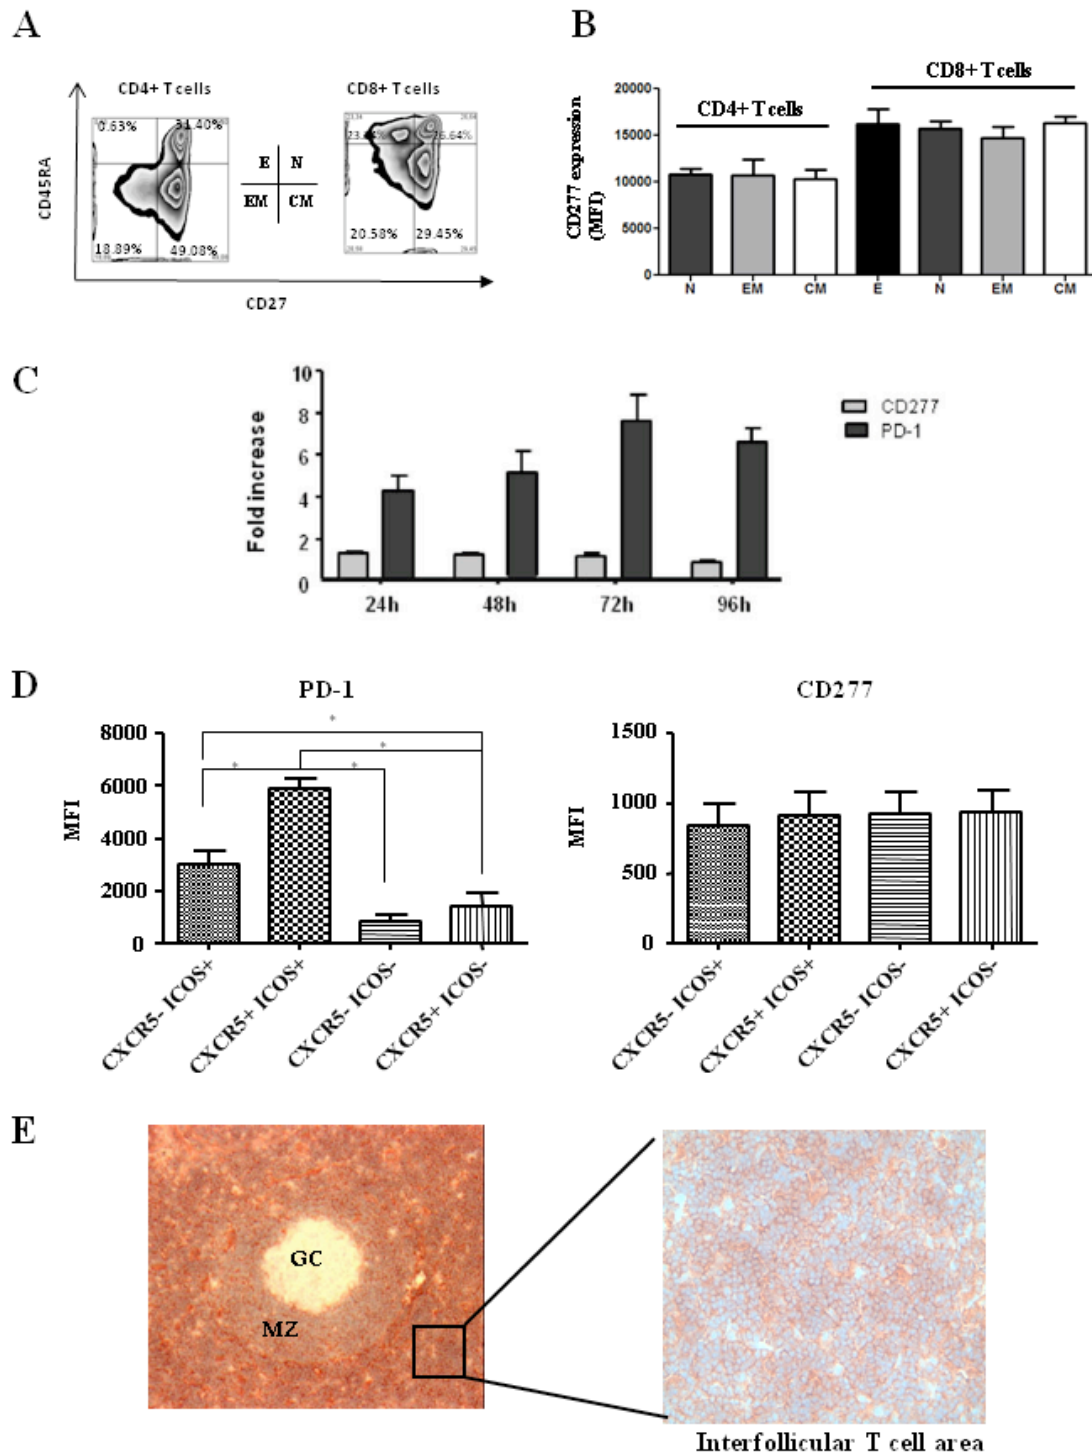 A
CD4+ T cells
CD8+ T cells
0.63%
31.40%
18.89%
49.08%
E N
EM CM
26.64%
20.58%
29.45%
CD45RA
CD27
B
CD277 expression
(MFI)
20000
15000
10000
5000
0
CD4+ T cells
CD8+ T cells
N EM CM E N EM CM
C
Fold increase
10
8
6
4
2
0
24h 48h 72h 96h
CD277
PD-1
D
PD-1
MFI
8000
6000
4000
2000
0
* * * *
CXCR5- ICOS+
CXCR5+ ICOS+
CXCR5- ICOS-
CXCR5+ ICOS-
CD277
MFI
1500
1000
500
0
CXCR5- ICOS+
CXCR5+ ICOS+
CXCR5- ICOS-
CXCR5+ ICOS-
E
GC
MZ
Interfollicular T cell area